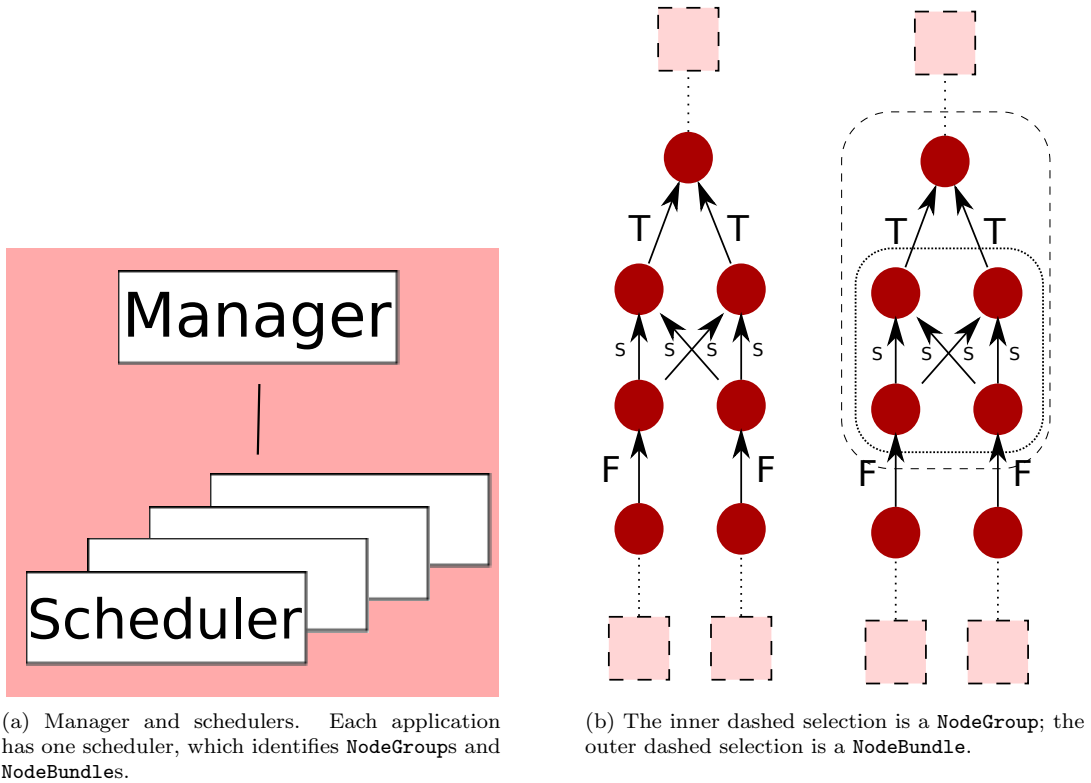 Manager
Scheduler
(a) Manager and schedulers. Each application
has one scheduler, which identifies NodeGroups and
NodeBundles.
T T
s s s s
F F
T T
s s s s
F F
(b) The inner dashed selection is a NodeGroup; the
outer dashed selection is a NodeBundle.